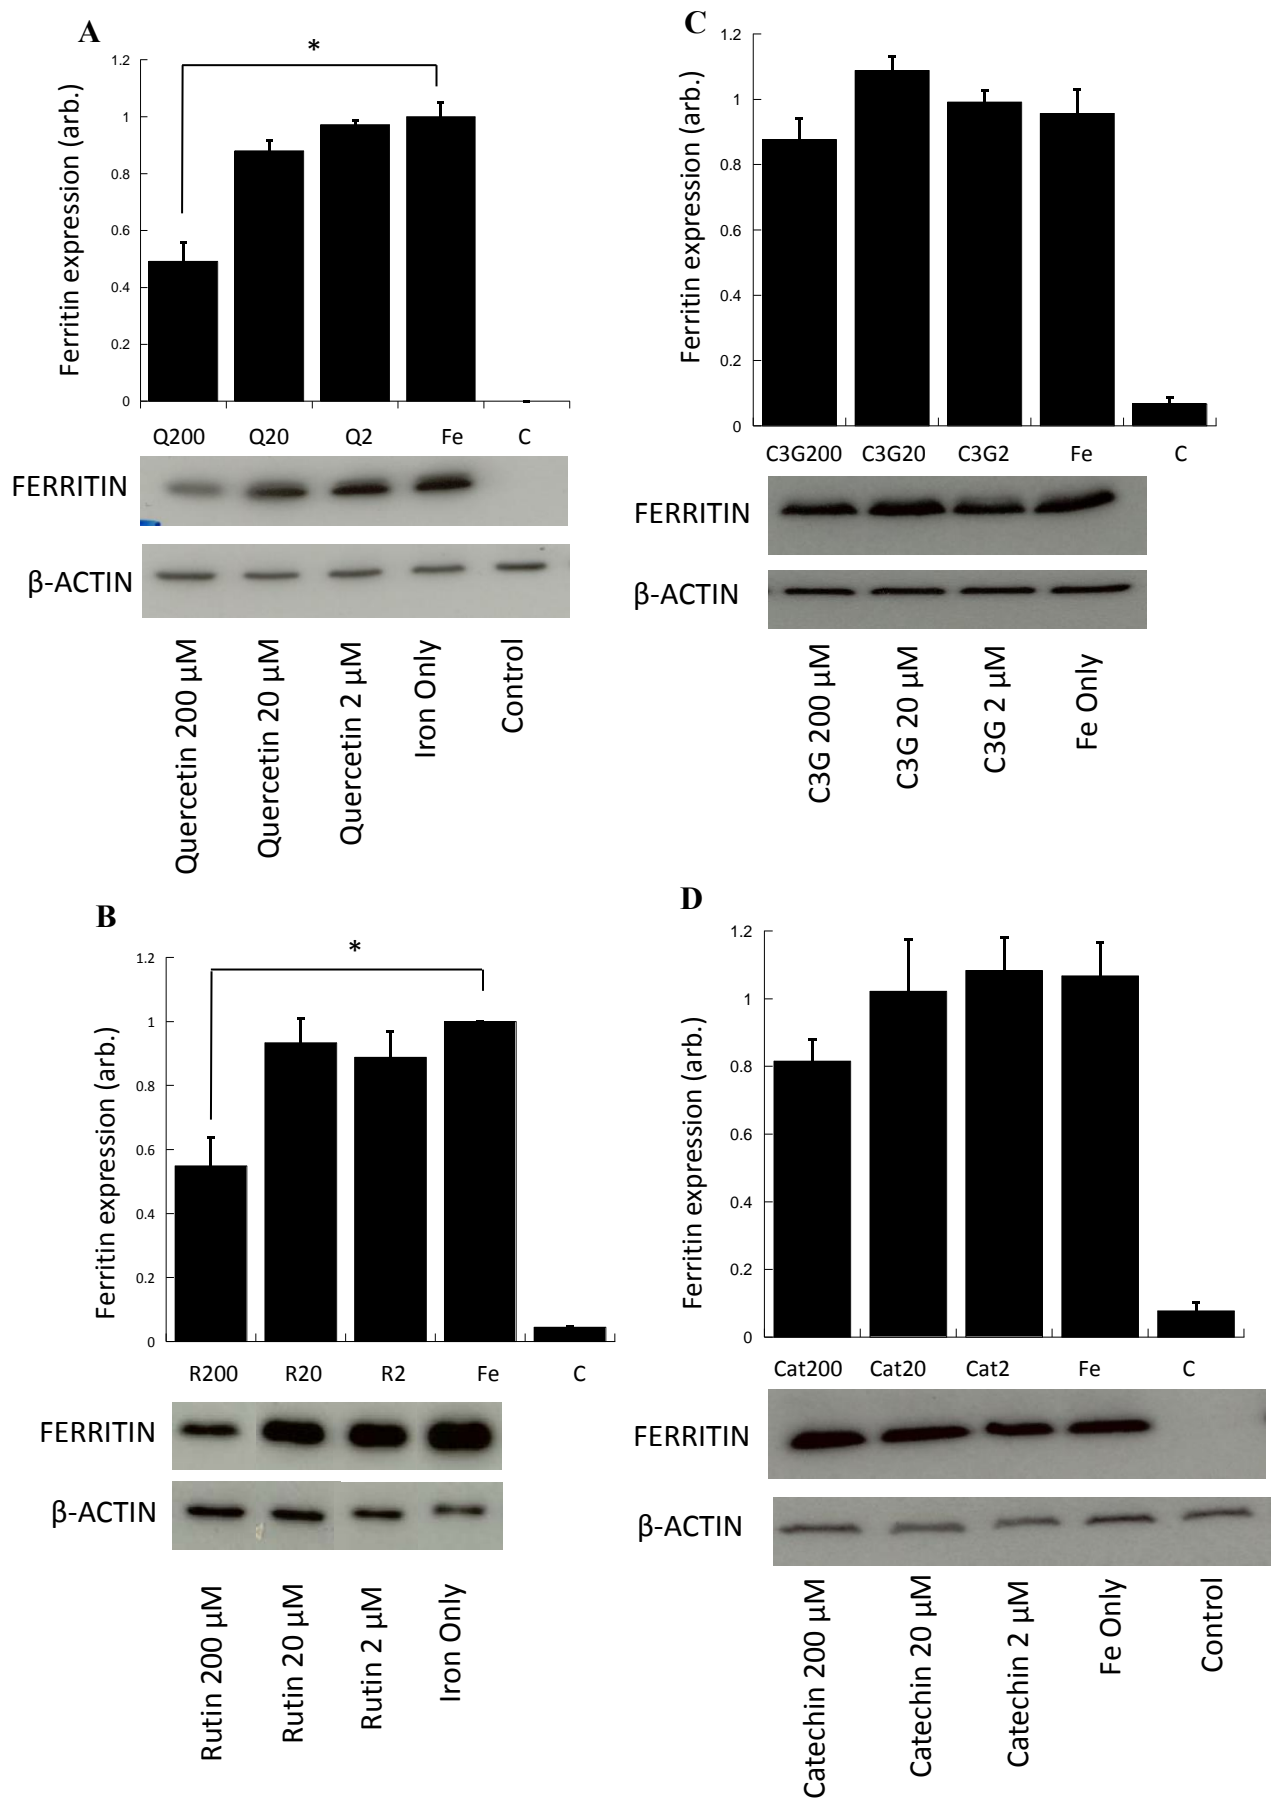 A
*
Ferritin expression (arb.)
1.2
1
0.8
0.6
0.4
0.2
0
Q200 Q20 Q2 Fe C
FERRITIN
β-ACTIN
Quercetin 200 µM
Quercetin 20 µM
Quercetin 2 µM
Iron Only
Control
C
Ferritin expression (arb.)
1.2
1
0.8
0.6
0.4
0.2
0
C3G200 C3G20 C3G2 Fe C
FERRITIN
β-ACTIN
C3G 200 µM
C3G 20 µM
C3G 2 µM
Fe Only
B
*
Ferritin expression (arb.)
1.2
1
0.8
0.6
0.4
0.2
0
R200 R20 R2 Fe C
FERRITIN
β-ACTIN
Rutin 200 µM
Rutin 20 µM
Rutin 2 µM
Iron Only
D
Ferritin expression (arb.)
1.2
1
0.8
0.6
0.4
0.2
0
Cat200 Cat20 Cat2 Fe C
FERRITIN
β-ACTIN
Catechin 200 µM
Catechin 20 µM
Catechin 2 µM
Fe Only
Control